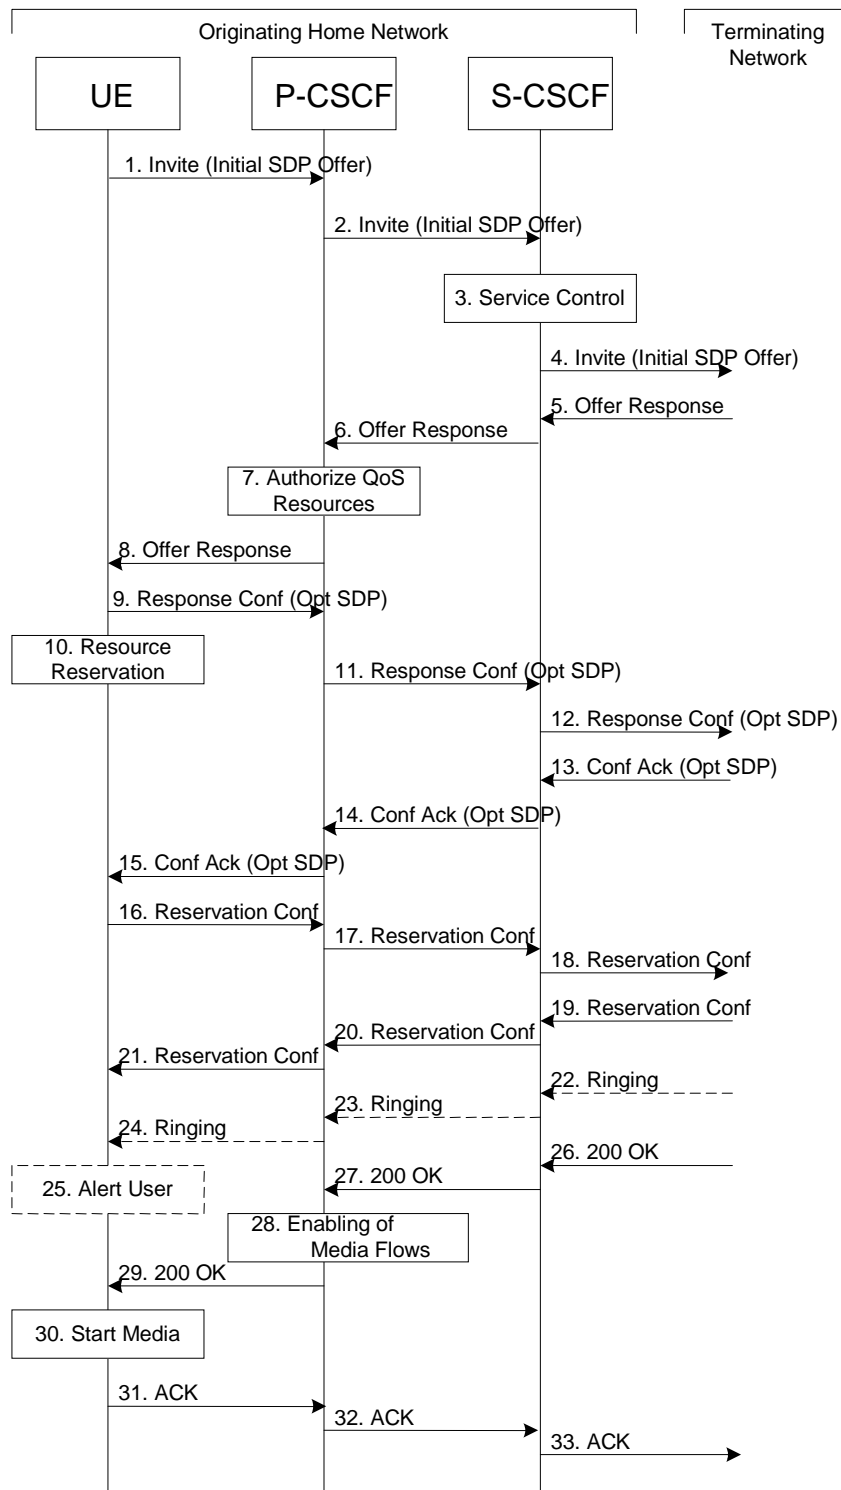 Originating Home Network
Terminating
Network
UE
P-CSCF
S-CSCF
1. Invite (Initial SDP Offer)
2. Invite (Initial SDP Offer)
3. Service Control
4. Invite (Initial SDP Offer)
5. Offer Response
6. Offer Response
7. Authorize QoS
Resources
8. Offer Response
9. Response Conf (Opt SDP)
10. Resource
Reservation
11. Response Conf (Opt SDP)
12. Response Conf (Opt SDP)
13. Conf Ack (Opt SDP)
14. Conf Ack (Opt SDP)
15. Conf Ack (Opt SDP)
16. Reservation Conf
17. Reservation Conf
18. Reservation Conf
19. Reservation Conf
20. Reservation Conf
21. Reservation Conf
22. Ringing
23. Ringing
24. Ringing
25. Alert User
26. 200 OK
27. 200 OK
28. Enabling of
Media Flows
29. 200 OK
30. Start Media
31. ACK
32. ACK
33. ACK